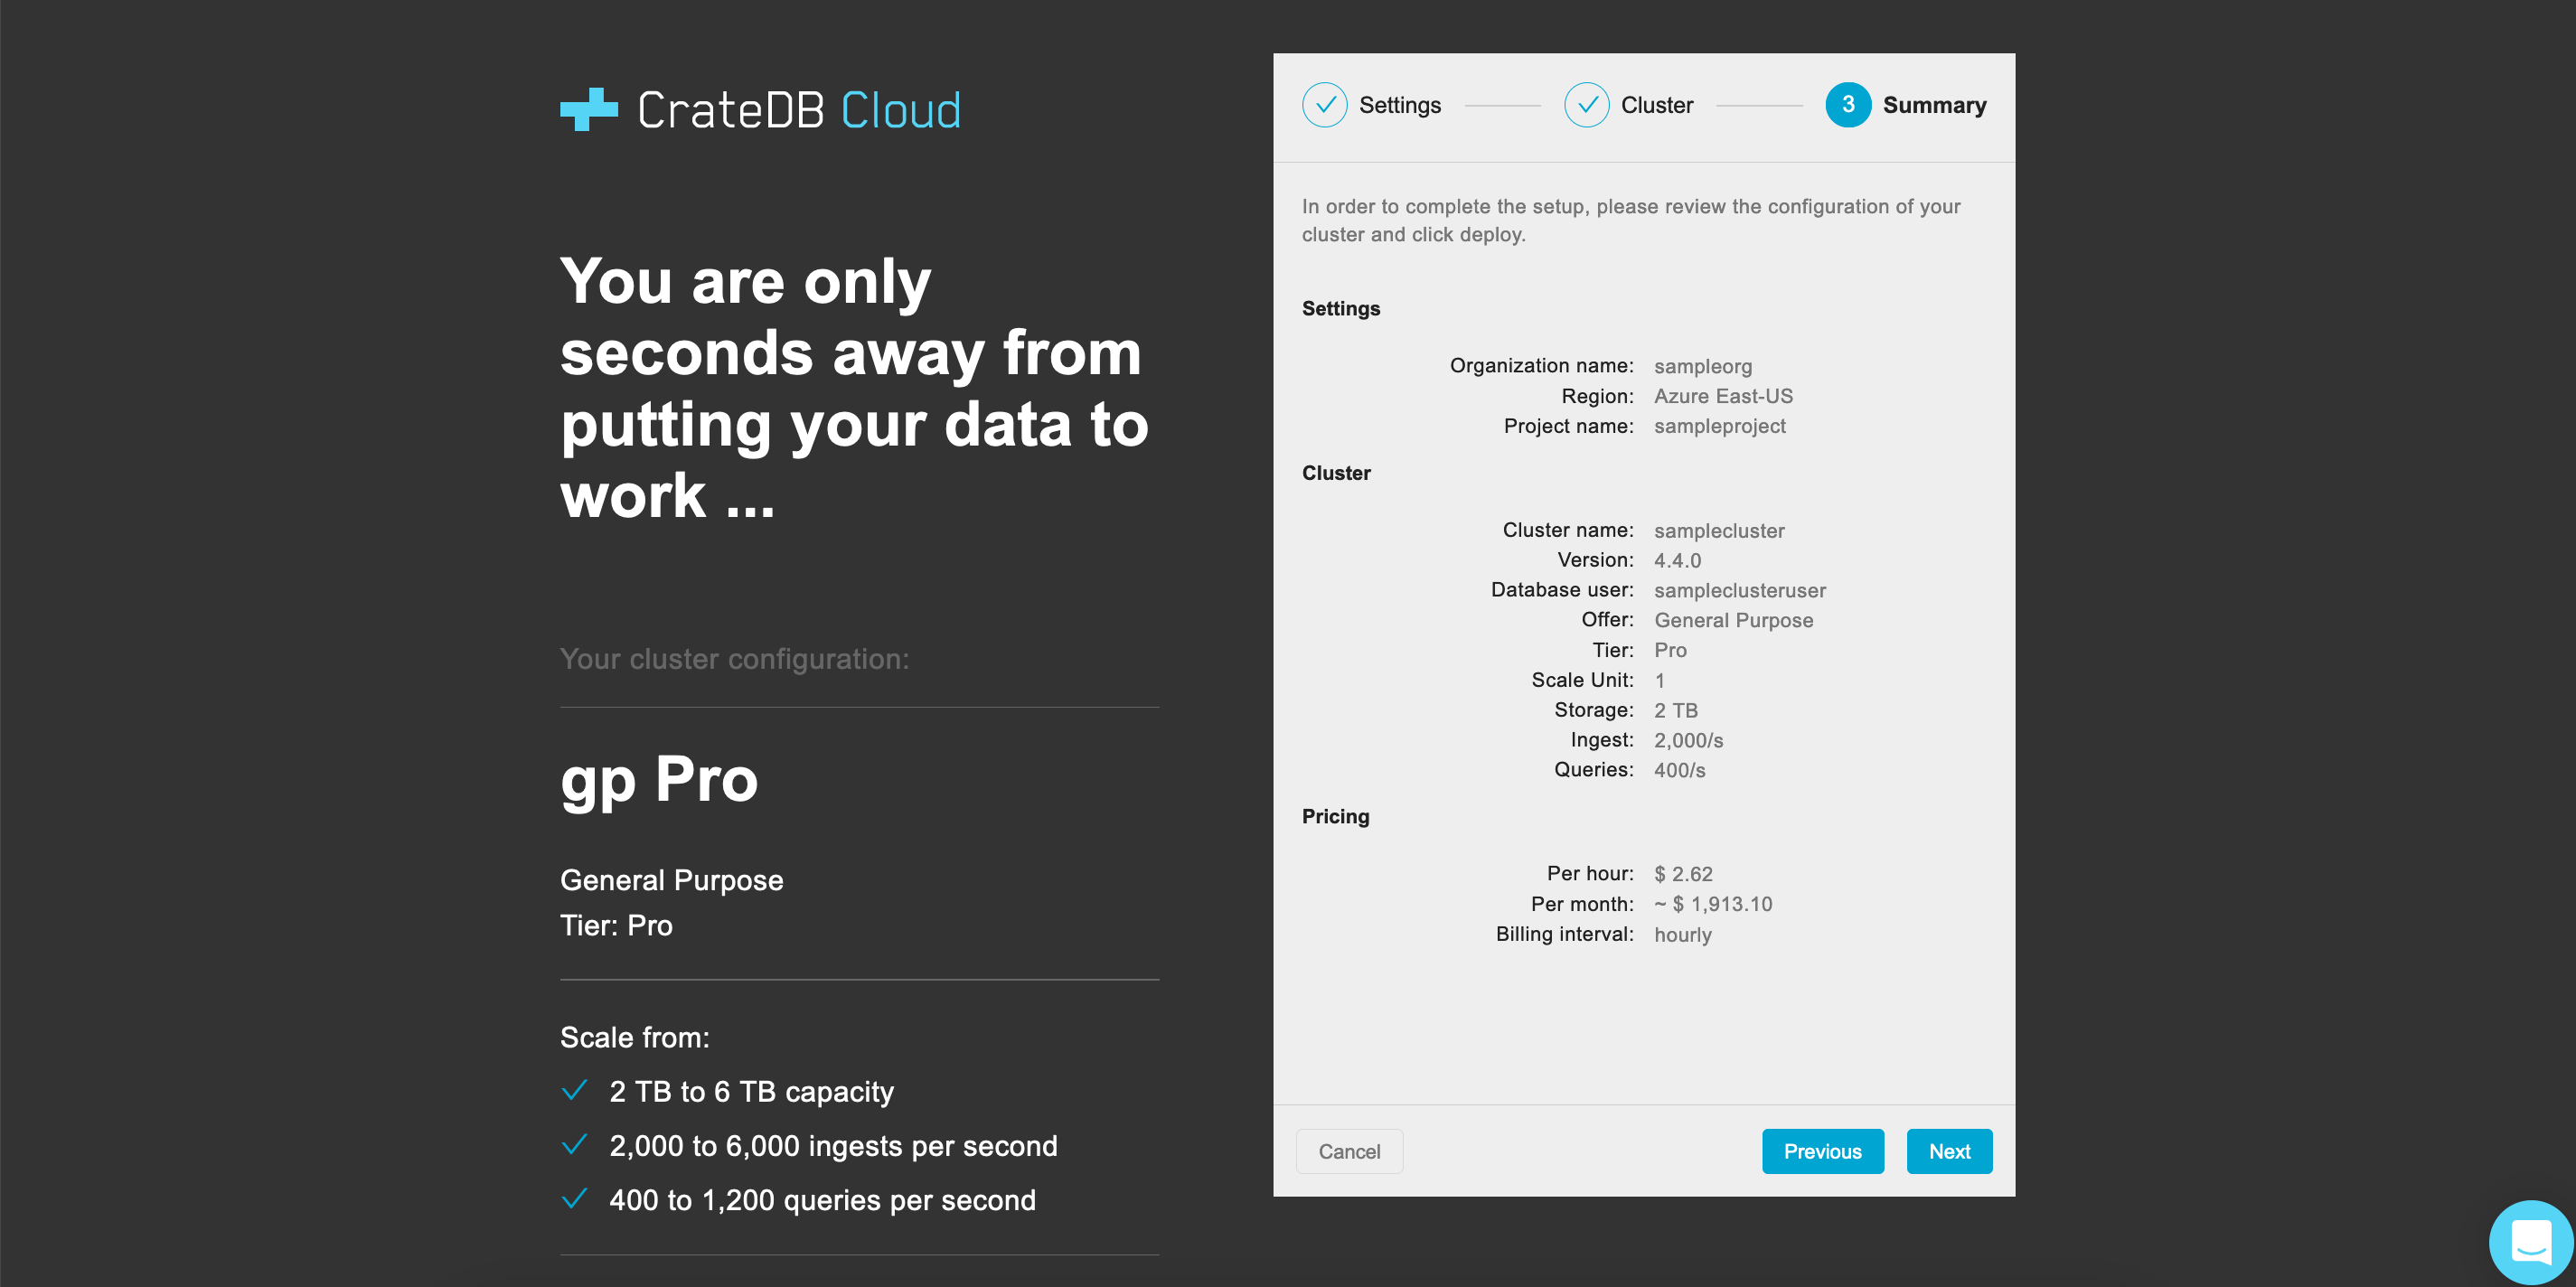 CrateDB Cloud
You are only
seconds away from
putting your data to
work ...
Your cluster configuration:
gp Pro
General Purpose
Tier: Pro
Scale from:
2 TB to 6 TB capacity
2,000 to 6,000 ingests per second
400 to 1,200 queries per second
Settings
Cluster
3 Summary
In order to complete the setup, please review the configuration of your
cluster and click deploy.
Settings
Organization name: sampleorg
Region: Azure East-US
Project name: sampleproject
Cluster
Cluster name: samplecluster
Version: 4.4.0
Database user: sampleclusteruser
Offer: General Purpose
Tier: Pro
Scale Unit: 1
Storage: 2 TB
Ingest: 2,000/s
Queries: 400/s
Pricing
Per hour: $ 2.62
Per month: ~ $ 1,913.10
Billing interval: hourly
Cancel
Previous
Next